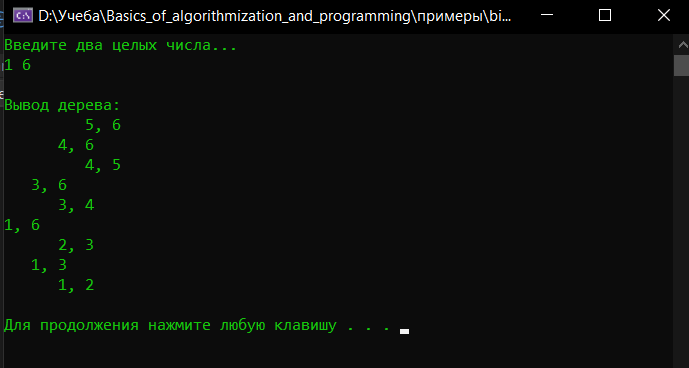 D:\Учеба\Basics_of_algorithmization_and_programming\примеры\bi...
Введите два целых числа...
1 6
Вывод дерева:
         5, 6
      4, 6
         4, 5
   3, 6
      3, 4
1, 6
      2, 3
   1, 3
      1, 2
Для продолжения нажмите любую клавишу . . .